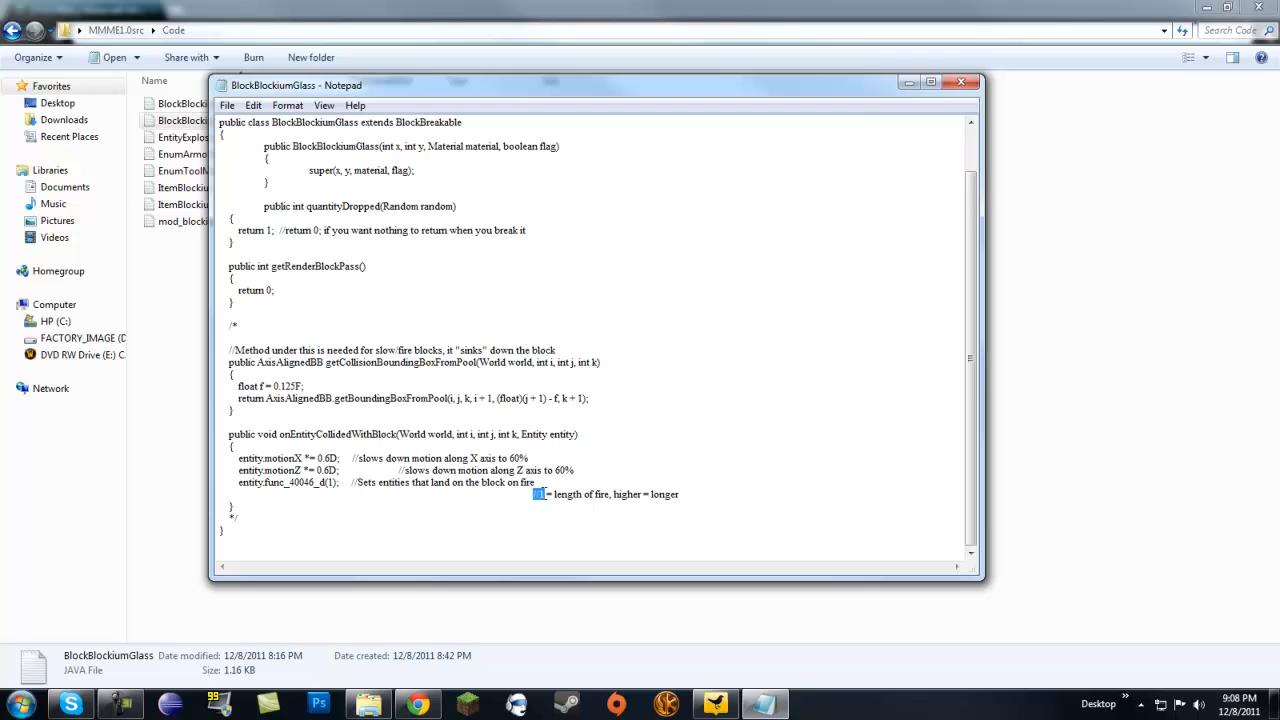 MMME1.0src
Code
Search Code
Organize
Open
Share with
Burn
New folder
Favorites
Desktop
Downloads
Recent Places
Libraries
Documents
Music
Pictures
Videos
Homegroup
Computer
HP (C:)
FACTORY_IMAGE (D
DVD RW Drive (E:) C
Network
Name
BlockBlocki
BlockBlocki
EntityExplos
EnumArmo
EnumToolM
ItemBlockiu
ItemBlockiu
mod_blocki
BlockBlockiumGlass - Notepad
File Edit Format View Help
public class BlockBlockiumGlass extends BlockBreakable
{
public BlockBlockiumGlass(int x, int y, Material material, boolean flag)
{
super(x, y, material, flag);
}
public int quantityDropped(Random random)
{
return 1; //return 0; if you want nothing to return when you break it
}
public int getRenderBlockPass()
{
return 0;
}
/*
//Method under this is needed for slow/fire blocks, it "sinks" down the block
public AxisAlignedBB getCollisionBoundingBoxFromPool(World world, int i, int j, int k)
{
float f = 0.125F;
return AxisAlignedBB.getBoundingBoxFromPool(i, j, k, i + 1, (float)(j + 1) - f, k + 1);
}
public void onEntityCollidedWithBlock(World world, int i, int j, int k, Entity entity)
{
entity.motionX *= 0.6D; //slows down motion along X axis to 60%
entity.motionZ *= 0.6D; //slows down motion along Z axis to 60%
entity.func_40046_d(1); //Sets entities that land on the block on fire
//1 = length of fire, higher = longer
}
*/
}
BlockBlockiumGlass Date modified: 12/8/2011 8:16 PM Date created: 12/8/2011 8:42 PM
JAVA File Size: 1.16 KB
99
Ps
Desktop
9:08 PM
12/8/2011